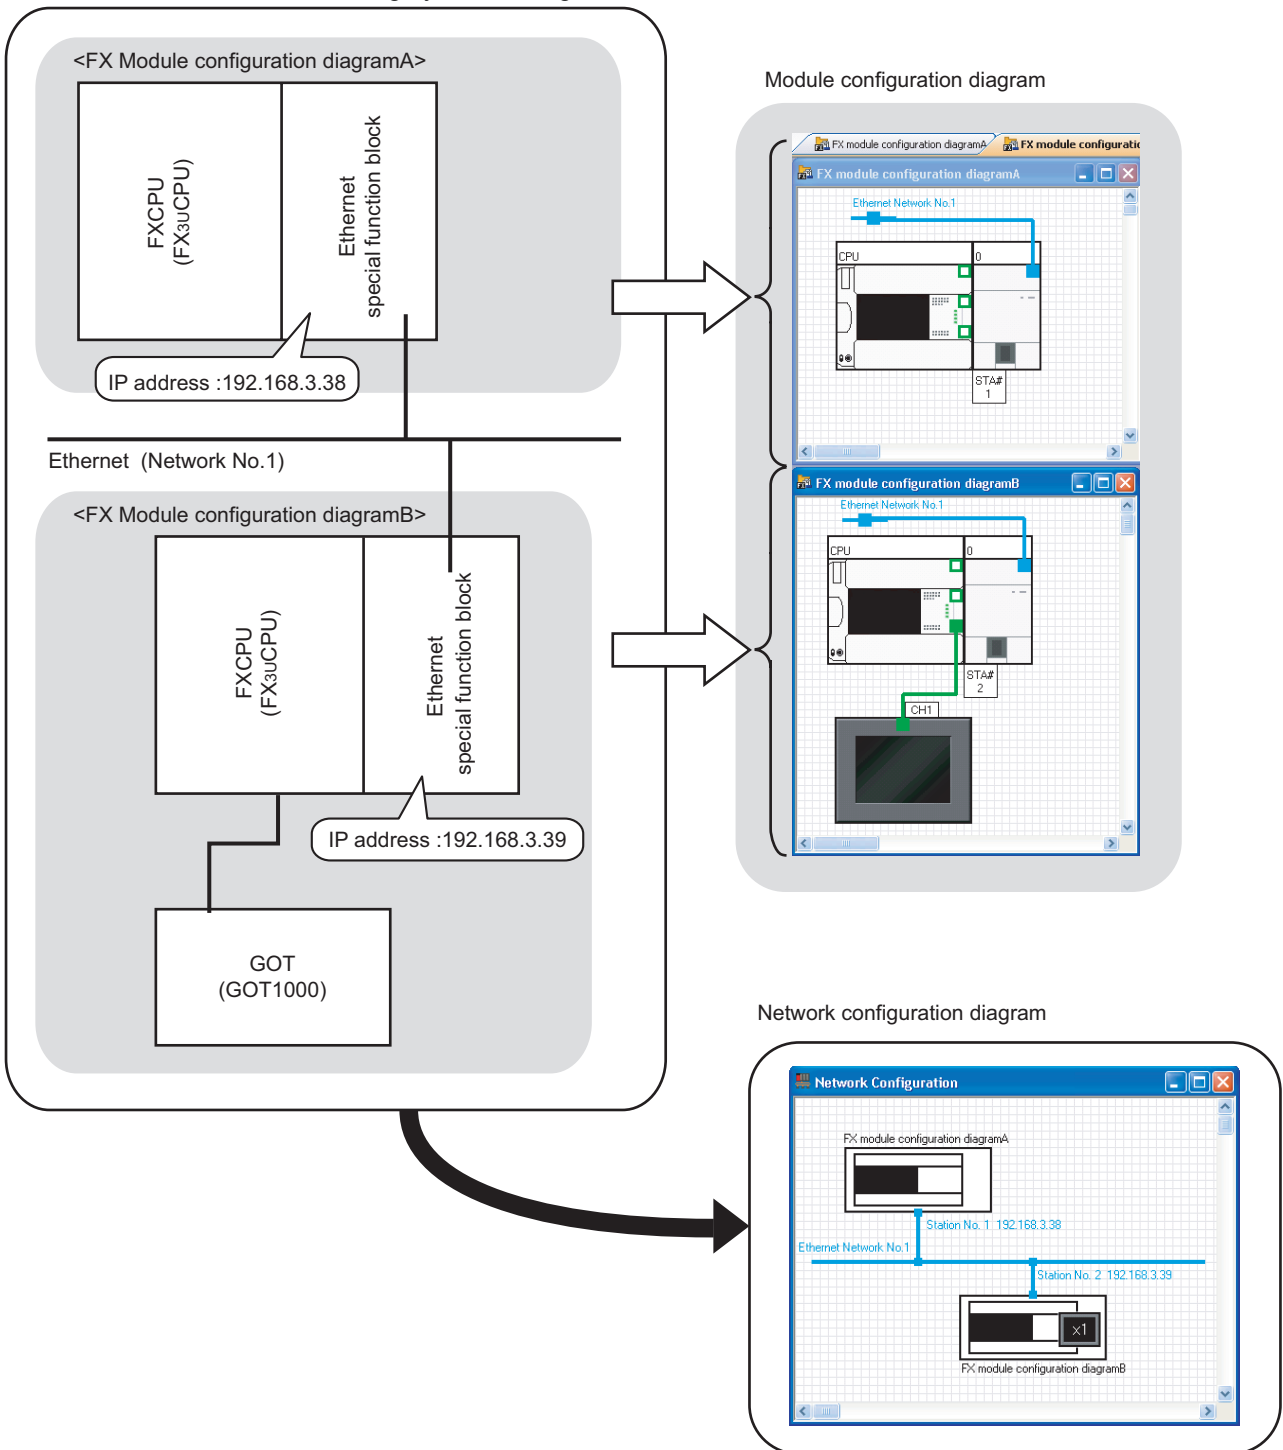 <FX Module configuration diagramA>
FXCPU
(FX3UCPU)
Ethernet
special function block
IP address :192.168.3.38
Ethernet  (Network No.1)
<FX Module configuration diagramB>
FXCPU
(FX3UCPU)
Ethernet
special function block
IP address :192.168.3.39
GOT
(GOT1000)
Module configuration diagram
FX module configuration diagramA
FX module configuratio
FX module configuration diagramA
Ethernet Network No.1
CPU
0
STA#
1
FX module configuration diagramB
Ethernet Network No.1
CPU
0
STA#
2
CH1
Network configuration diagram
Network Configuration
FX module configuration diagramA
Station No. 1  192.168.3.38
Ethernet Network No.1
Station No. 2  192.168.3.39
x1
FX module configuration diagramB